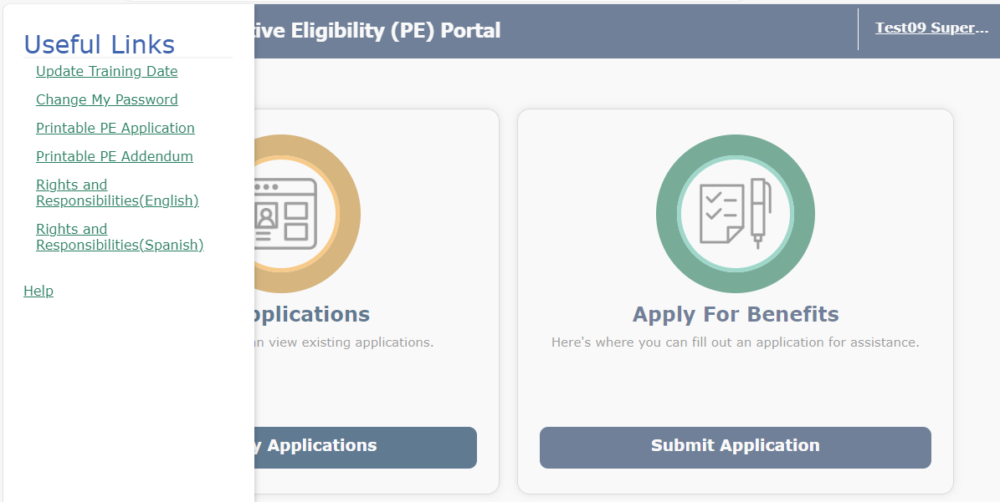 Useful Links
Update Training Date
Change My Password
Printable PE Application
Printable PE Addendum
Rights and
Responsibilities(English)
Rights and
Responsibilities(Spanish)
Help
Eligibility (PE) Portal
Test09 Super...
view existing applications.
Applications
Apply For Benefits
Here's where you can fill out an application for assistance.
Submit Application